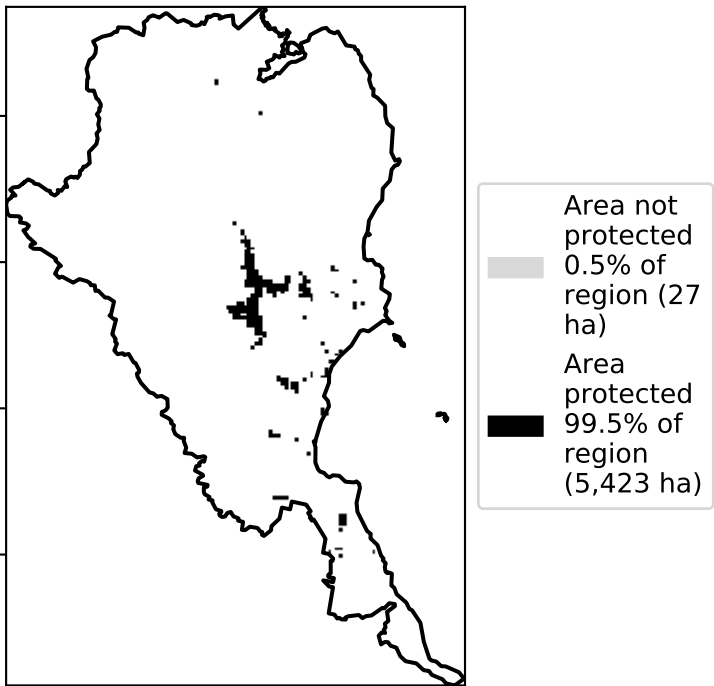 Area not
protected
0.5% of
region (27
ha)
Area
protected
99.5% of
region
(5,423 ha)